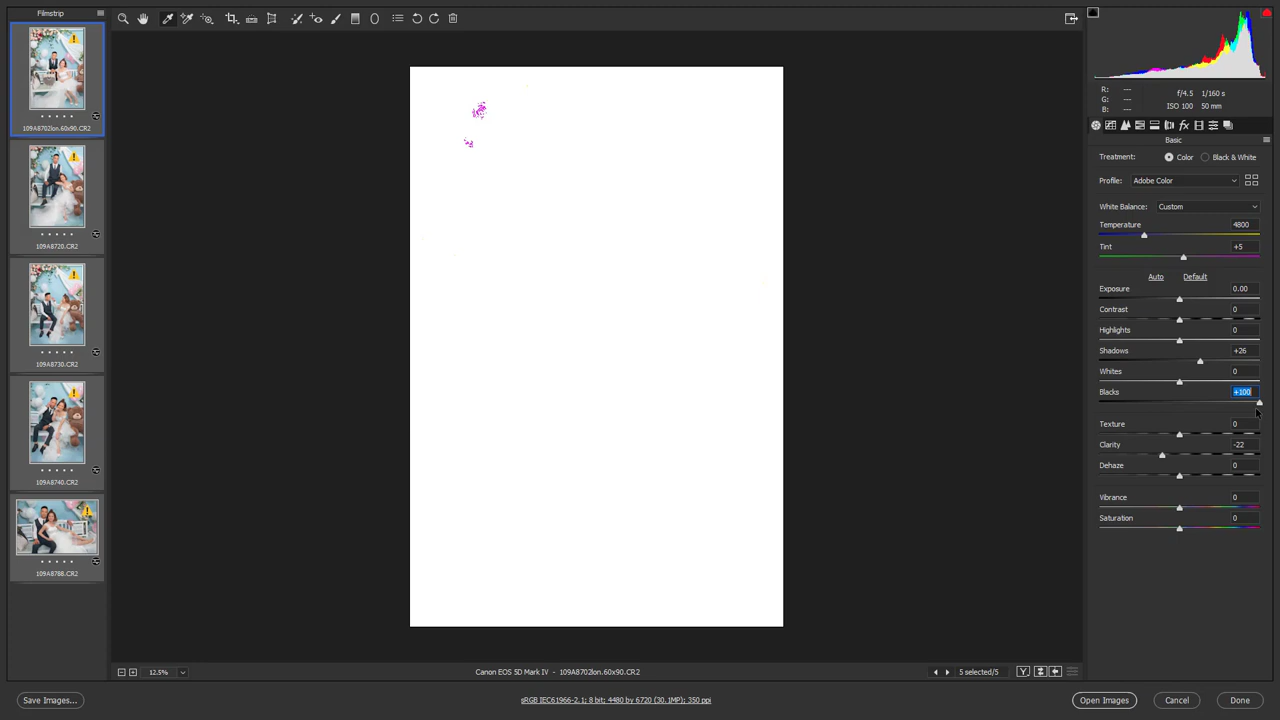 Filmstrip
109A8702lon.60x90.CR2
109A8720.CR2
109A8730.CR2
109A8740.CR2
109A8788.CR2
R: ---
G: ---
B: ---
f/4.5 1/160 s
ISO 100 50 mm
Basic
Treatment: Color Black & White
Profile: Adobe Color
White Balance: Custom
Temperature 4800
Tint +5
Auto Default
Exposure 0.00
Contrast 0
Highlights 0
Shadows +26
Whites 0
Blacks +100
Texture 0
Clarity -22
Dehaze 0
Vibrance 0
Saturation 0
12.5% Canon EOS 5D Mark IV - 109A8702lon.60x90.CR2 5 selected/5 Y
Save Images... sRGB IEC61966-2.1; 8 bit; 4480 by 6720 (30.1MP); 350 ppi Open Images Cancel Done